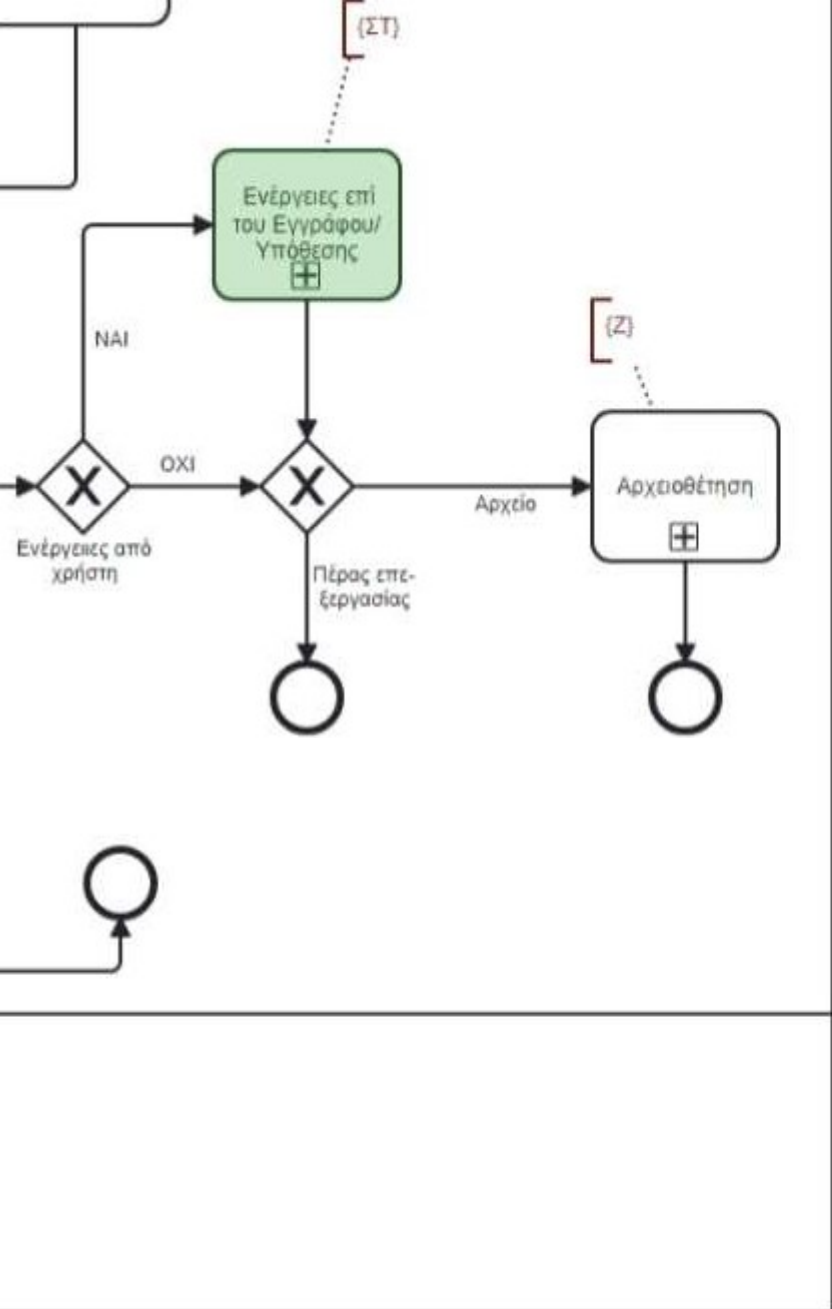 {ΣΤ}
Ενέργειες επί
του Εγγράφου/
Υπόθεσης
ΝΑΙ
{Ζ}
ΟΧΙ
Αρχειοθέτηση
Αρχείο
Ενέργειες από
χρήστη
Πέρας επε-
ξεργασίας